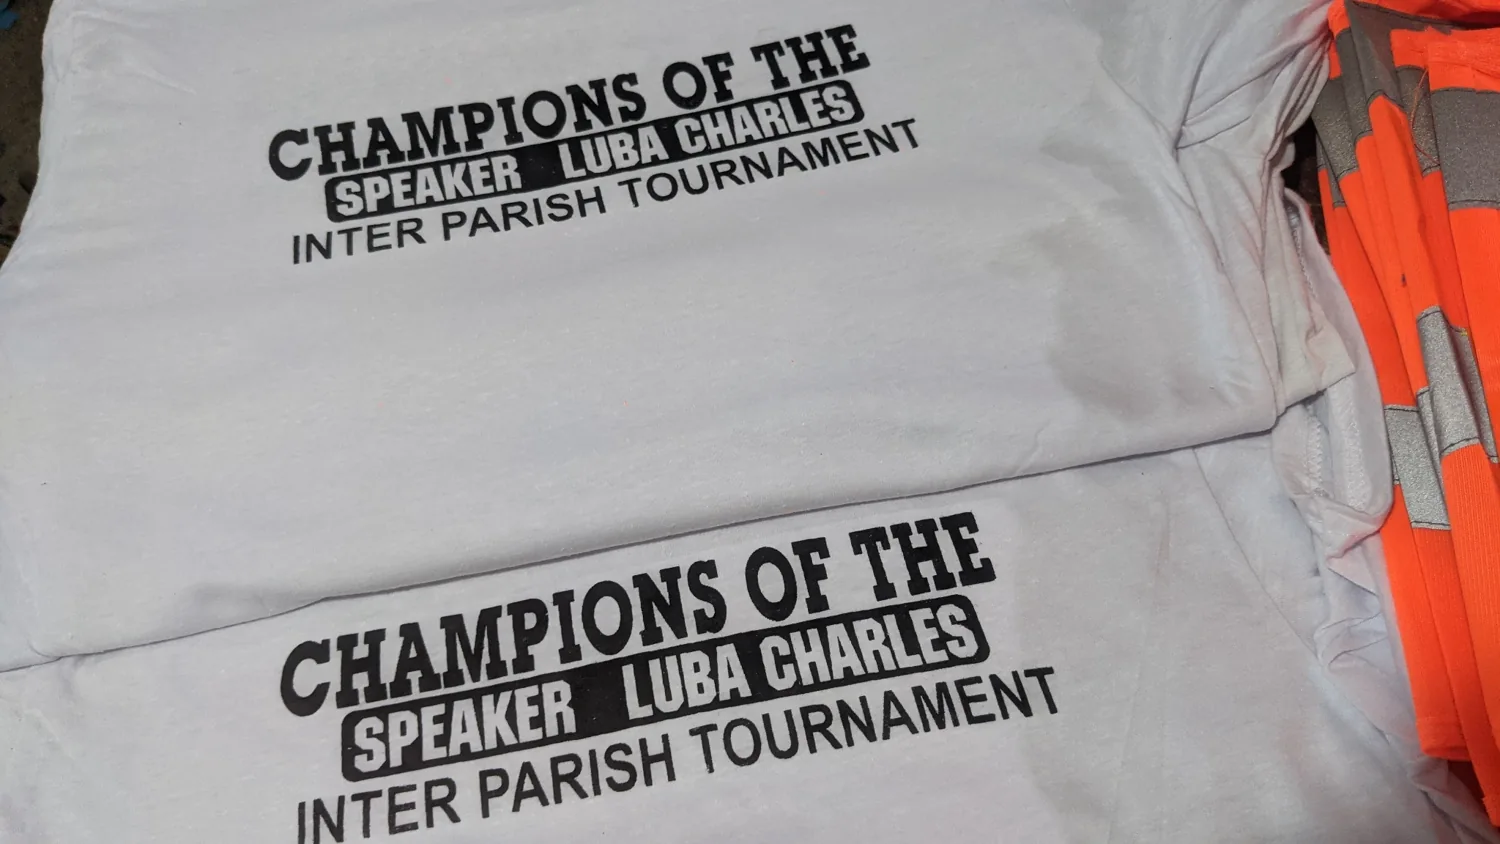 CHAMPIONS OF THE
SPEAKER LUBA CHARLES
INTER PARISH TOURNAMENT
CHAMPIONS OF THE
SPEAKER LUBA CHARLES
INTER PARISH TOURNAMENT